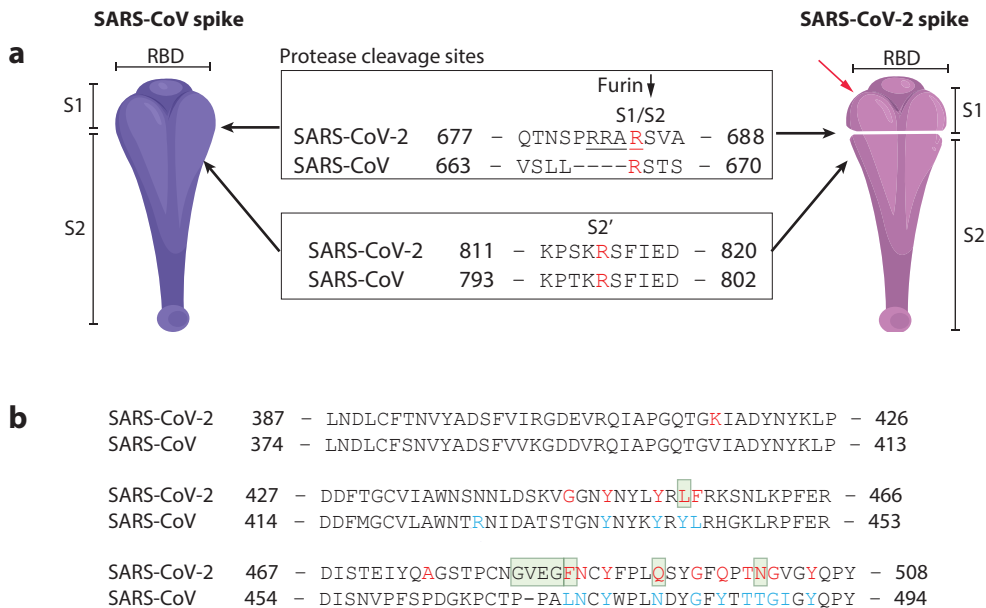 SARS-CoV spike
SARS-CoV-2 spike
a
RBD
Protease cleavage sites
RBD
S1
S2
Furin
S1/S2
SARS-CoV-2 677 – QTNSPRRARSVA – 688
SARS-CoV 663 – VSLL----RSTS – 670
S2’
SARS-CoV-2 811 – KPSKRSFIED – 820
SARS-CoV 793 – KPTKRSFIED – 802
S1
S2
b
SARS-CoV-2 387 – LNDLCFTNVYADSFVIRGDEVRQIAPGQTGKIADYNYKLP – 426
SARS-CoV 374 – LNDLCFSNVYADSFVVKGDDVRQIAPGQTGVIADYNYKLP – 413
SARS-CoV-2 427 – DDFTGCVIAWNSNNLDSKVGGNYNYLYRLFRKSNLKPFER – 466
SARS-CoV 414 – DDFMGCVLAWNTRNIDATSTGNYNYKYRYLRHGKLRPFER – 453
SARS-CoV-2 467 – DISTEIYQAGSTPCNGVEGFNCYFPLQSYGFQPTNGVGYQPY – 508
SARS-CoV 454 – DISNVPFSPDGKPCTP-PALNCYWPLNDYGFYTTTGIGYQPY – 494